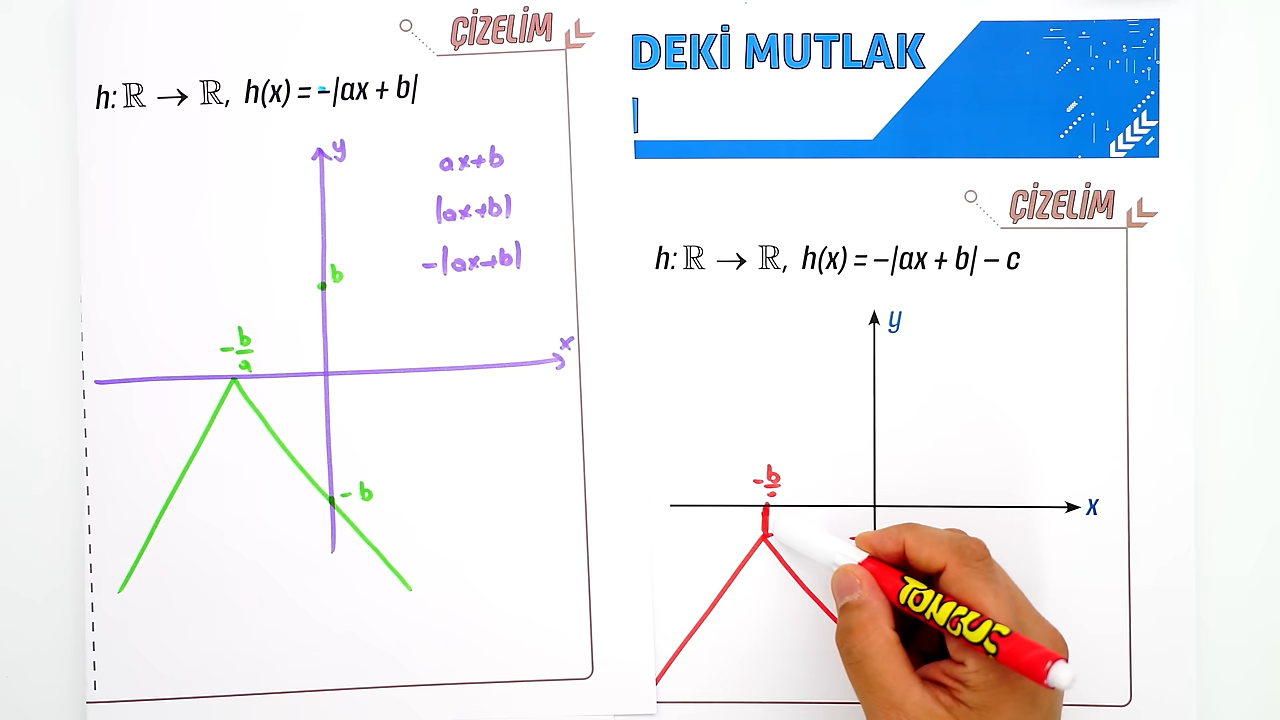 ÇİZELİM
h: ℝ → ℝ, h(x) = -|ax + b|
y
ax+b
|ax+b|
-|ax+b|
b
-b/a
x
-b
DEKİ MUTLAK
ÇİZELİM
h: ℝ → ℝ, h(x) = –|ax + b| – c
y
-b/
x
TONGUÇ